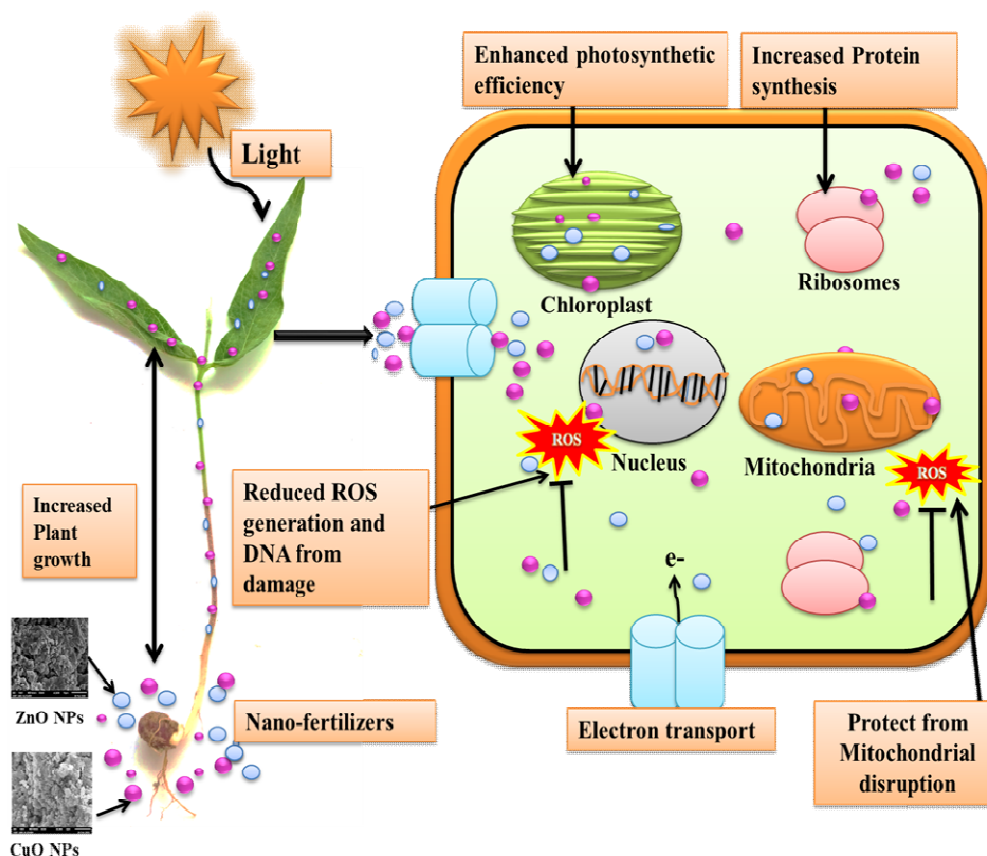 Enhanced photosynthetic
efficiency
Increased Protein
synthesis
Light
Chloroplast
Ribosomes
ROS
Nucleus
Mitochondria
ROS
Increased
Plant
growth
Reduced ROS
generation and
DNA from
damage
e-
ZnO NPs
Nano-fertilizers
Electron transport
Protect from
Mitochondrial
disruption
CuO NPs